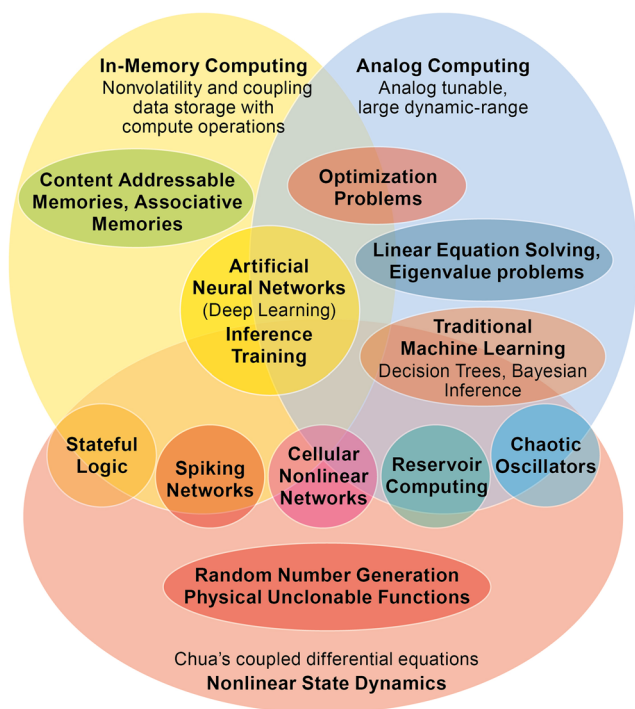 In-Memory Computing
Nonvolatility and coupling
data storage with
compute operations
Analog Computing
Analog tunable,
large dynamic-range
Content Addressable
Memories, Associative
Memories
Optimization
Problems
Linear Equation Solving,
Eigenvalue problems
Artificial
Neural Networks
(Deep Learning)
Inference
Training
Traditional
Machine Learning
Decision Trees, Bayesian
Inference
Stateful
Logic
Spiking
Networks
Cellular
Nonlinear
Networks
Reservoir
Computing
Chaotic
Oscillators
Random Number Generation
Physical Unclonable Functions
Chua's coupled differential equations
Nonlinear State Dynamics